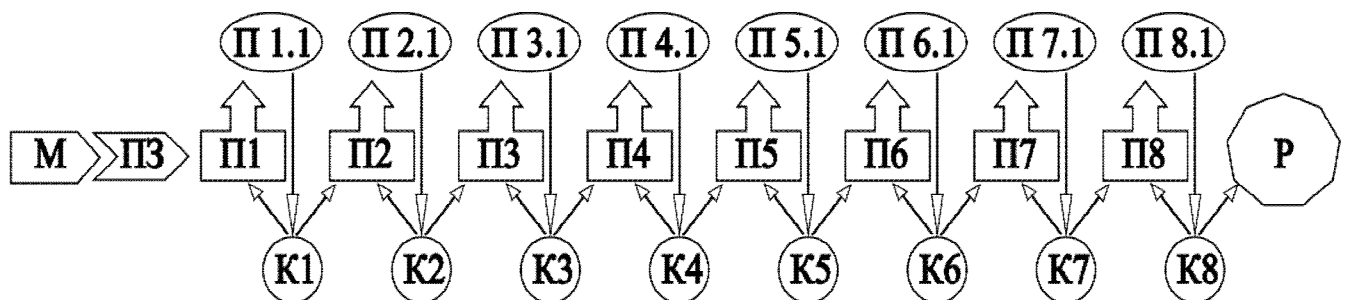 П 1.1 П 2.1 П 3.1 П 4.1 П 5.1 П 6.1 П 7.1 П 8.1
М ПЗ П1 П2 П3 П4 П5 П6 П7 П8 Р
К1 К2 К3 К4 К5 К6 К7 К8